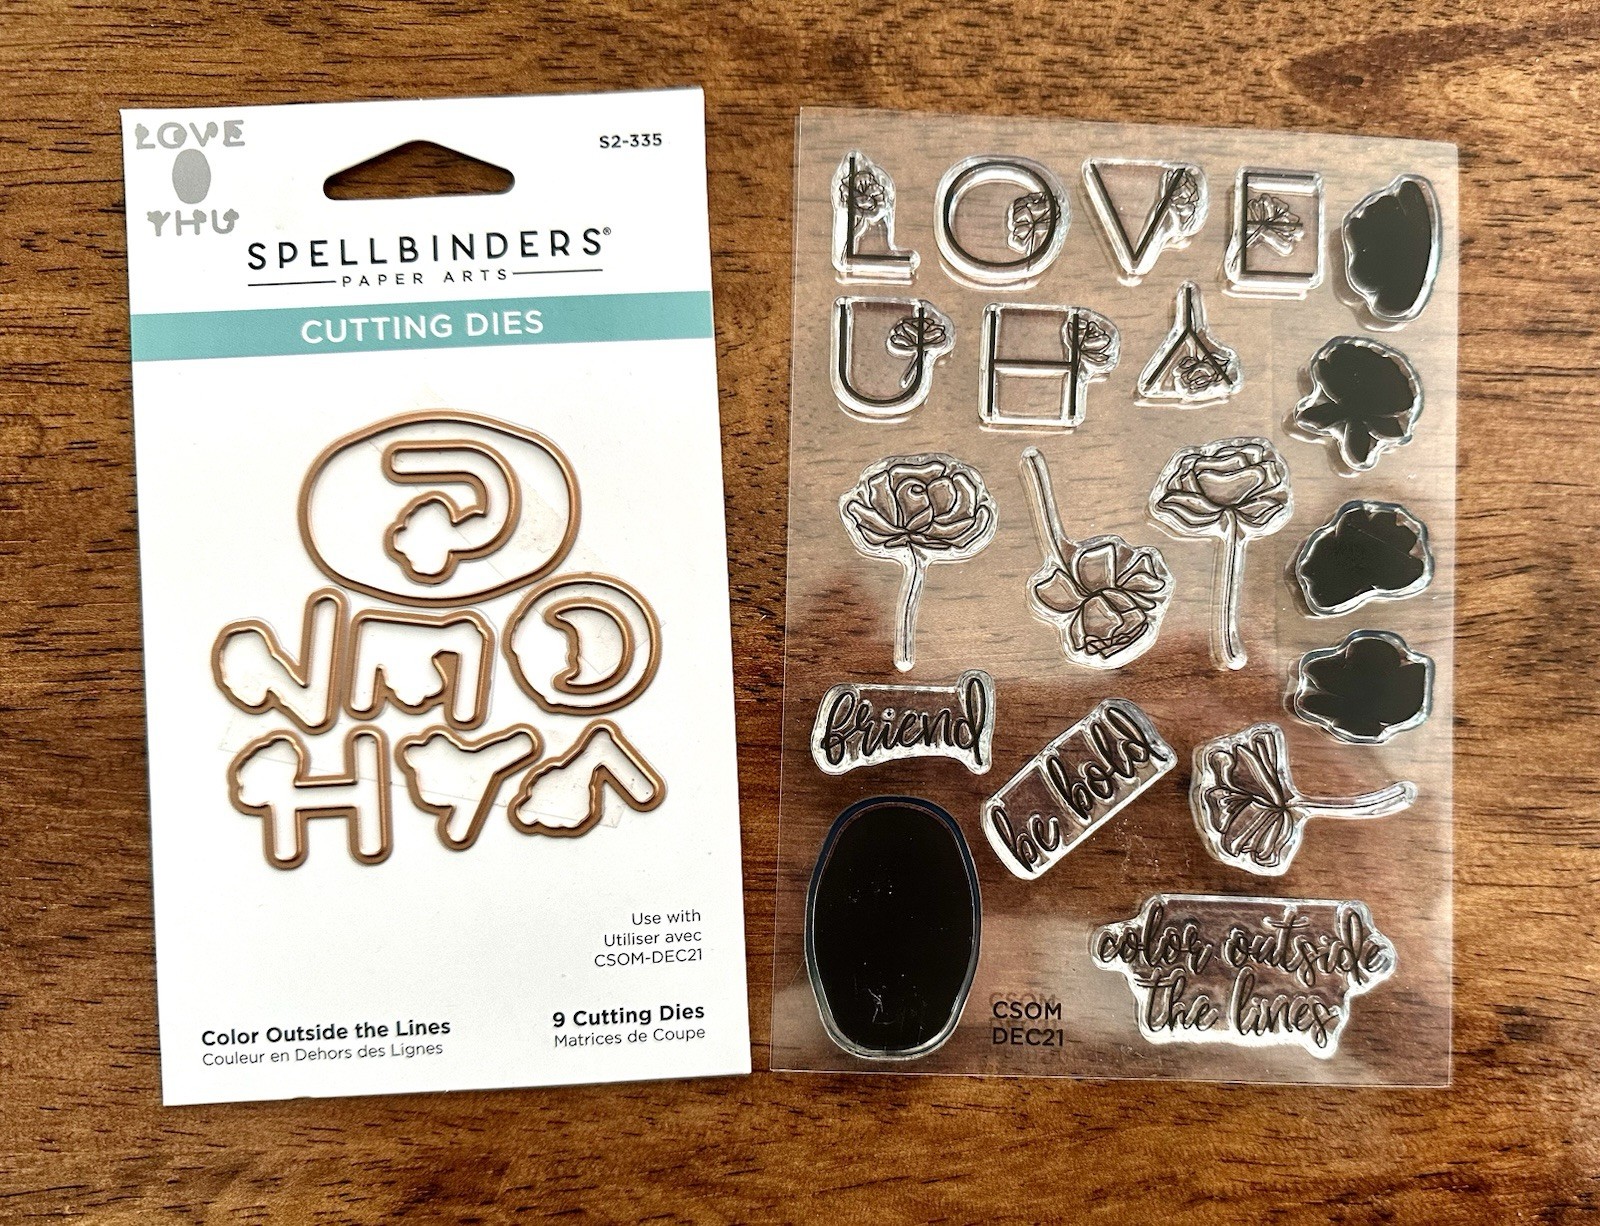 LOVE
YHU
S2-335
SPELLBINDERS®
PAPER ARTS
CUTTING DIES
Use with
Utiliser avec
CSOM-DEC21
Color Outside the Lines
Couleur en Dehors des Lignes
9 Cutting Dies
Matrices de Coupe
LOVE
UHY
friend
be bold
color outside
the lines
CSOM
DEC21